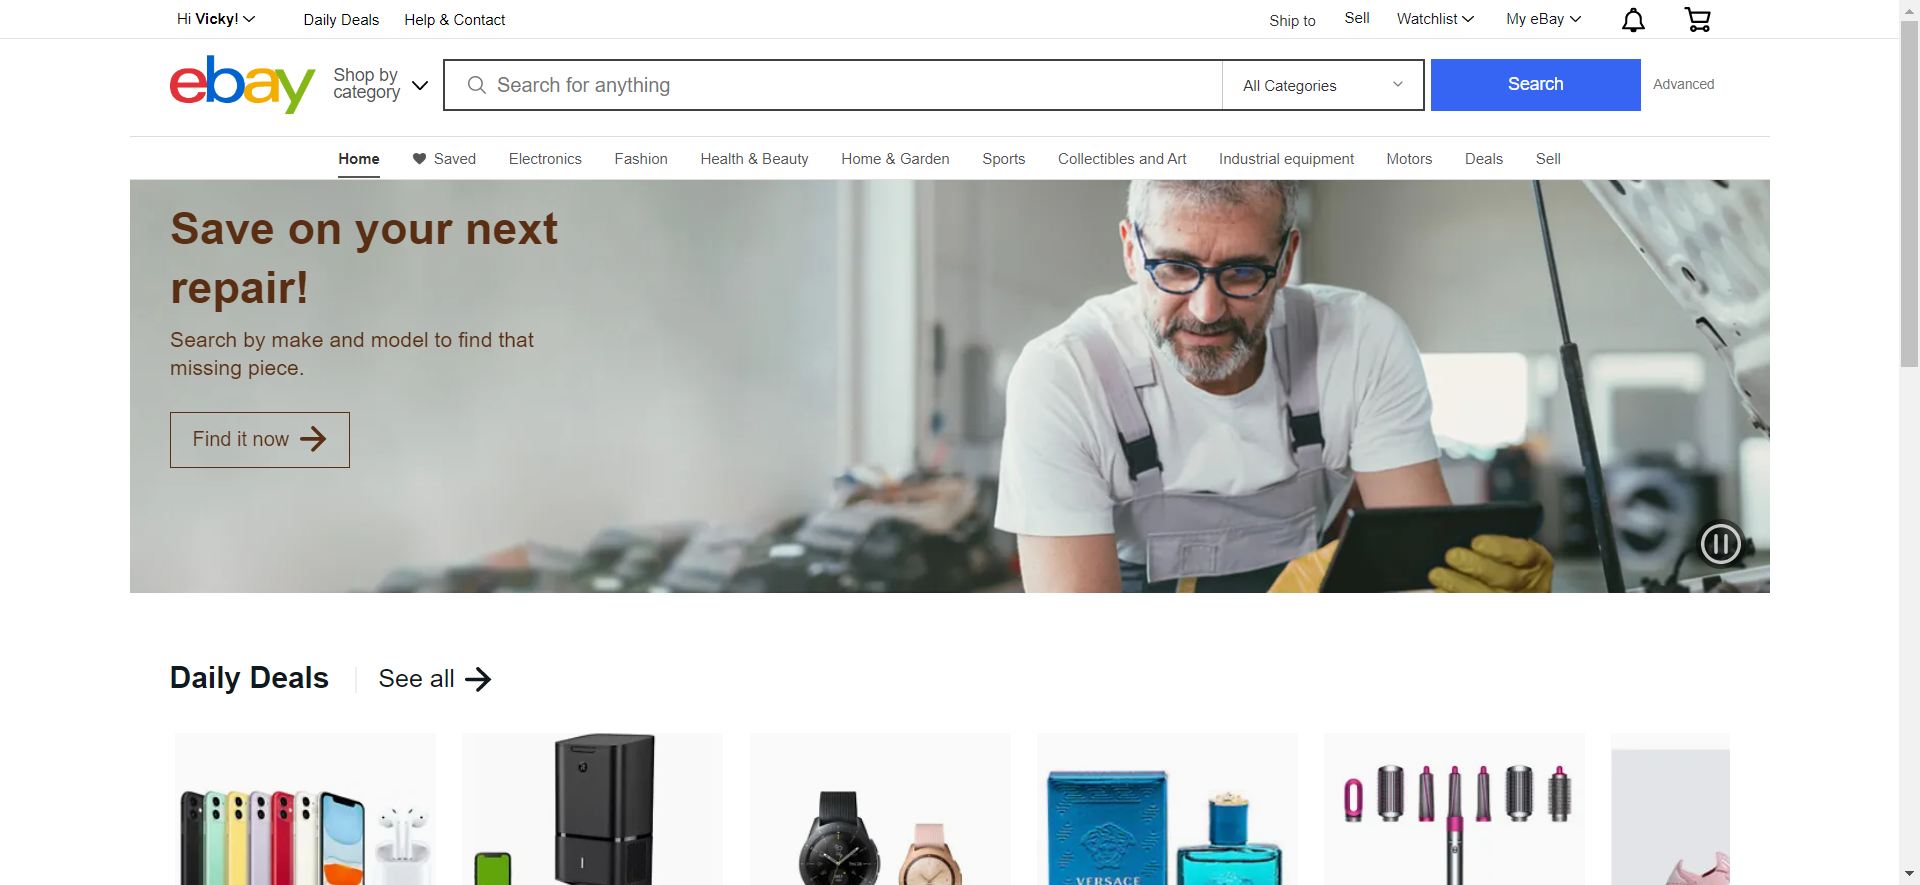 Hi Vicky!
Daily Deals
Help & Contact
Ship to
Sell
Watchlist
My eBay
ebay
Shop by
category
Search for anything
All Categories
Search
Advanced
Home
Saved
Electronics
Fashion
Health & Beauty
Home & Garden
Sports
Collectibles and Art
Industrial equipment
Motors
Deals
Sell
Save on your next
repair!
Search by make and model to find that
missing piece.
Find it now
Daily Deals
See all
VERSACE